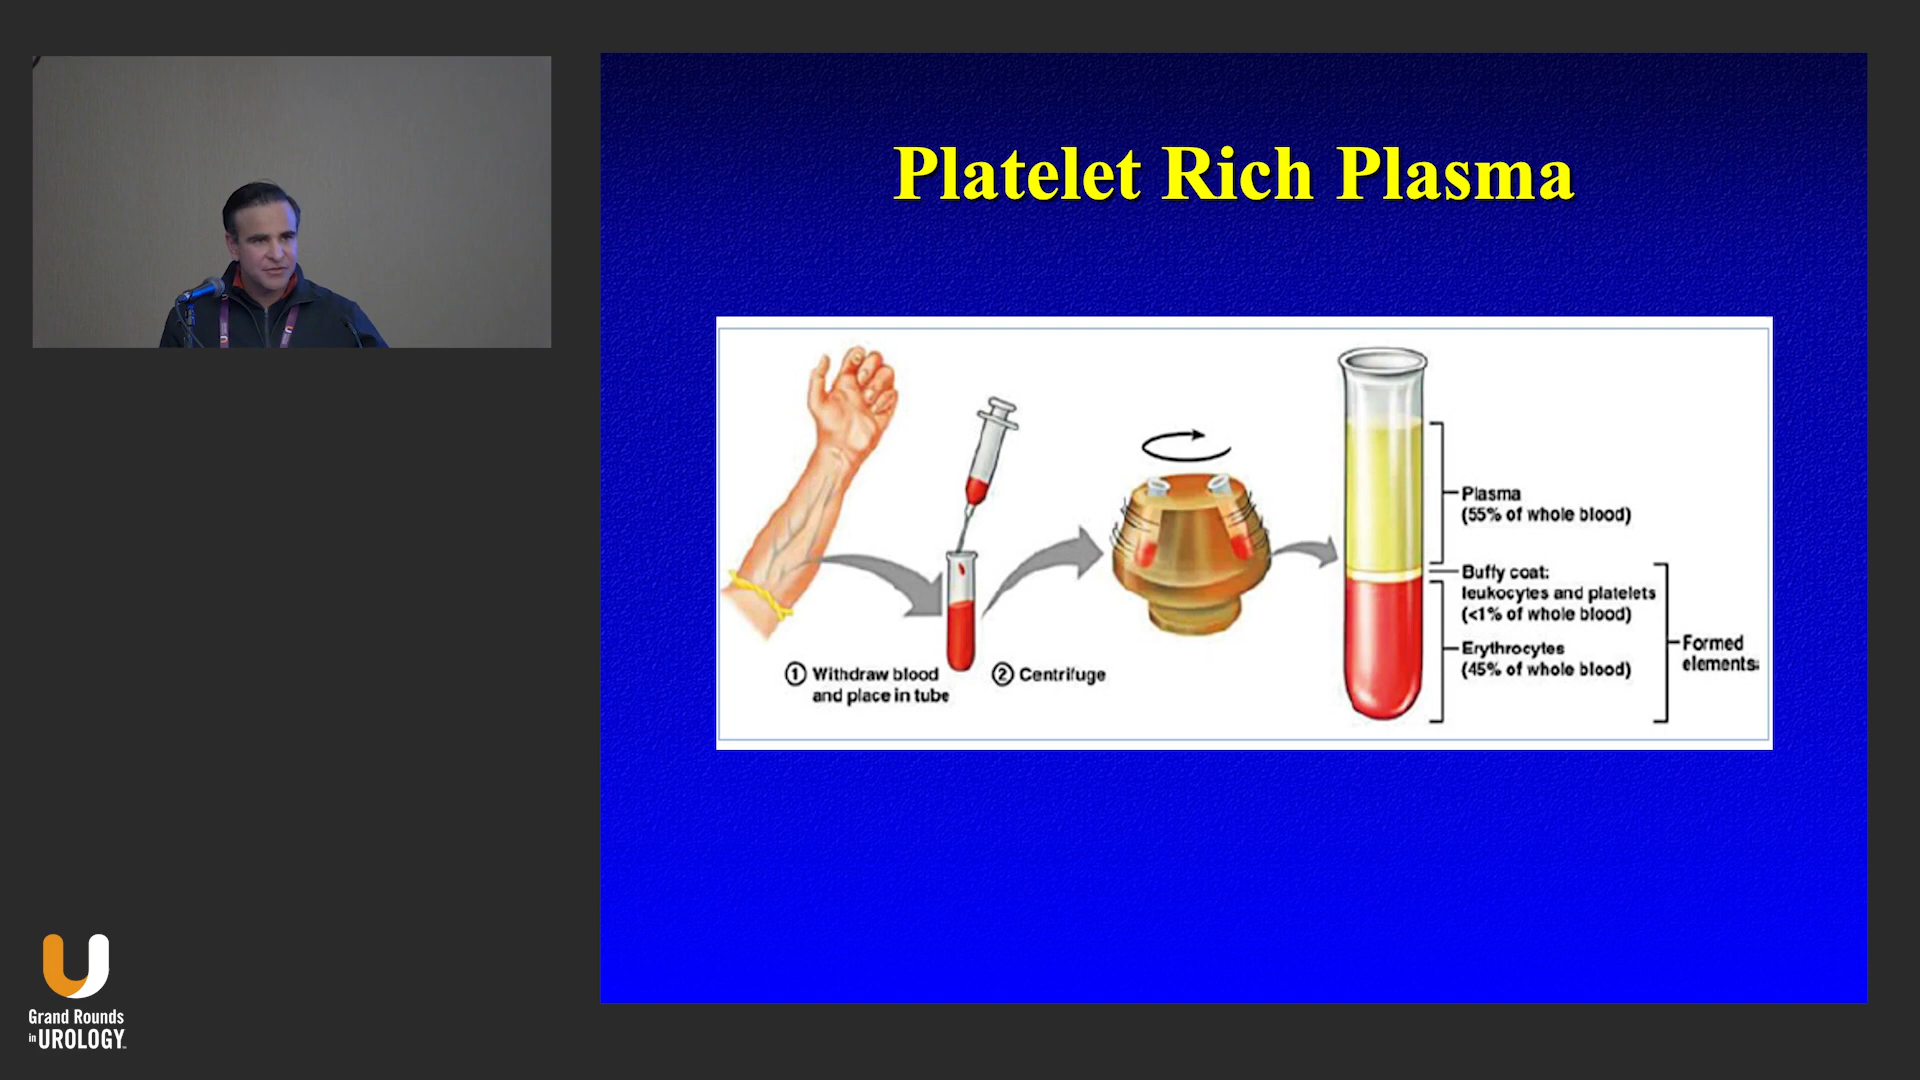 Platelet Rich Plasma
① Withdraw blood
and place in tube
② Centrifuge
Plasma
(55% of whole blood)
Buffy coat:
leukocytes and platelets
(<1% of whole blood)
Erythrocytes
(45% of whole blood)
Formed
elements
Grand Rounds
in UROLOGY